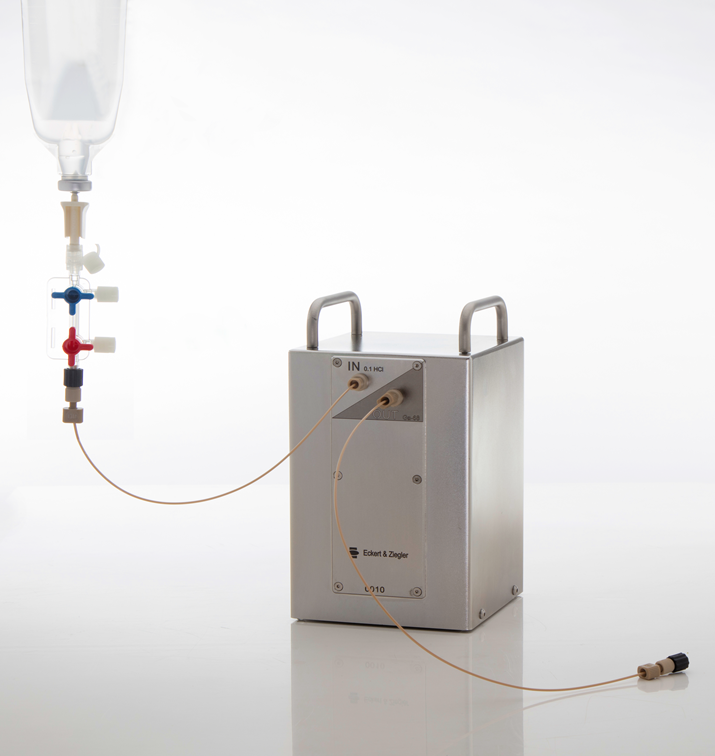 IN 0.1 HCl
Ga-68
Eckert & Ziegler
0010